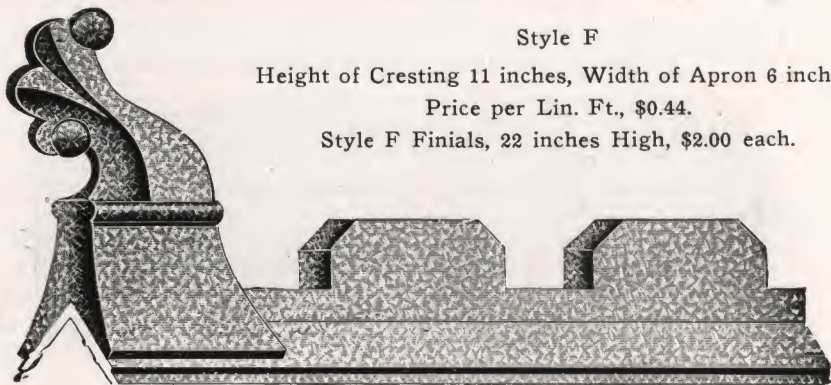 Style F
Height of Cresting 11 inches, Width of Apron 6 inch
Price per Lin. Ft., $0.44.
Style F Finials, 22 inches High, $2.00 each.